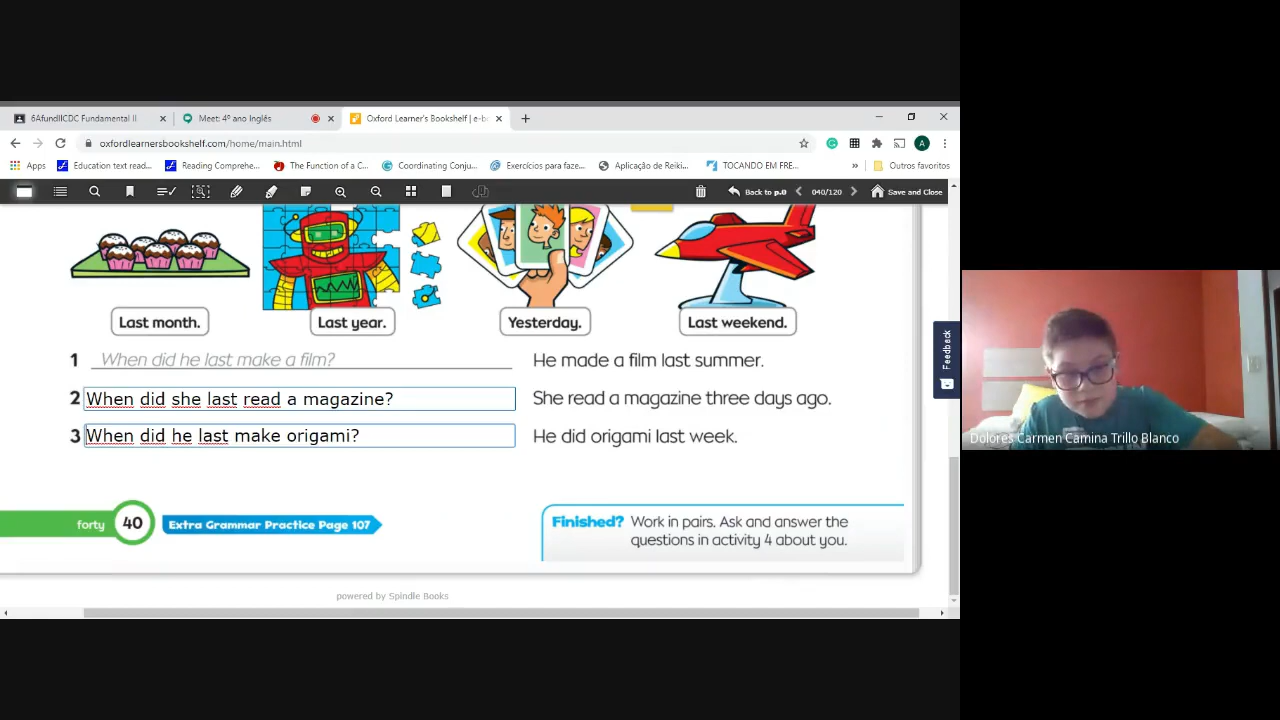 6AfundIICDC Fundamental II
Meet: 4º ano Inglês
Oxford Learner's Bookshelf | e-b
oxfordlearnersbookshelf.com/home/main.html
A
Apps
Education text read...
Reading Comprehe...
The Function of a C...
Coordinating Conju...
Exercícios para faze...
Aplicação de Reiki...
TOCANDO EM FRE...
»
Outros favoritos
Back to p.0
040/120
Save and Close
Last month.
Last year.
Yesterday.
Last weekend.
Feedback
1 When did he last make a film? He made a film last summer.
2 When did she last read a magazine? She read a magazine three days ago.
3 When did he last make origami? He did origami last week.
forty 40 Extra Grammar Practice Page 107
Finished? Work in pairs. Ask and answer the
questions in activity 4 about you.
powered by Spindle Books
Dolores Carmen Camina Trillo Blanco